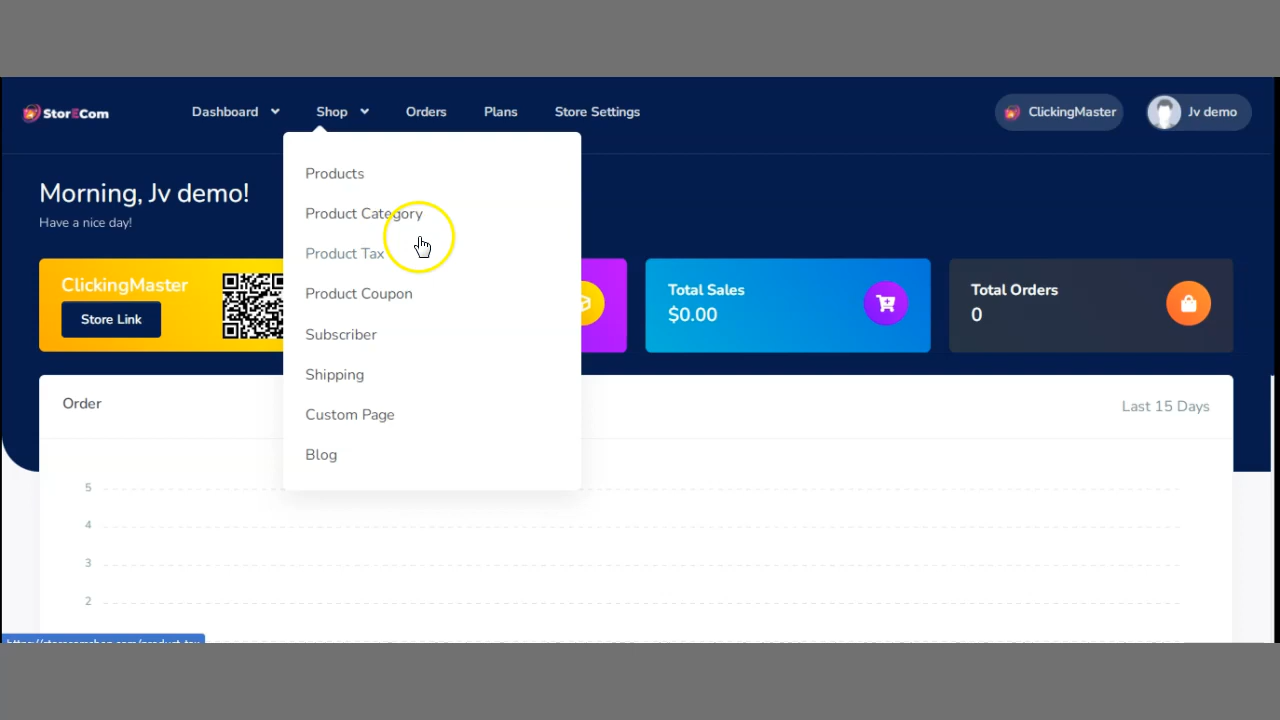 StorECom
Dashboard Shop Orders Plans Store Settings ClickingMaster Jv demo
Products
Product Category
Product Tax
Product Coupon
Subscriber
Shipping
Custom Page
Blog
Morning, Jv demo!
Have a nice day!
ClickingMaster
Store Link
Total Sales
$0.00
Total Orders
0
Order
Last 15 Days
5
4
3
2